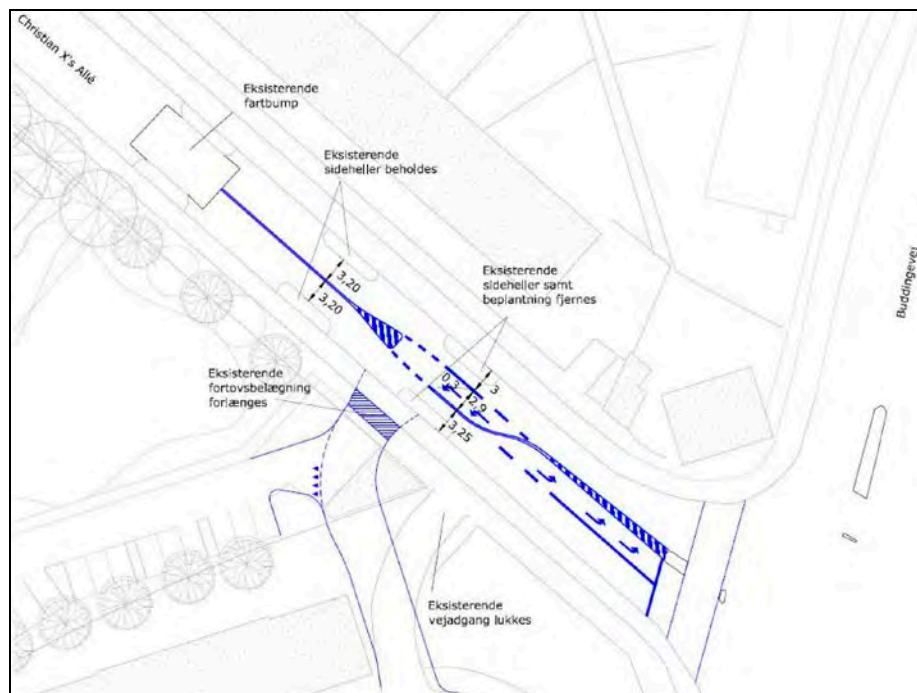 Christian X's Allé
Eksisterende
fartbump
Eksisterende
sideheller beholdes
Eksisterende
sideheller samt
beplantning fjernes
Buddingevej
3,20
3,20
3
0,3
2,9
3,25
Eksisterende
fortovsbelægning
forlænges
Eksisterende
vejadgang lukkes